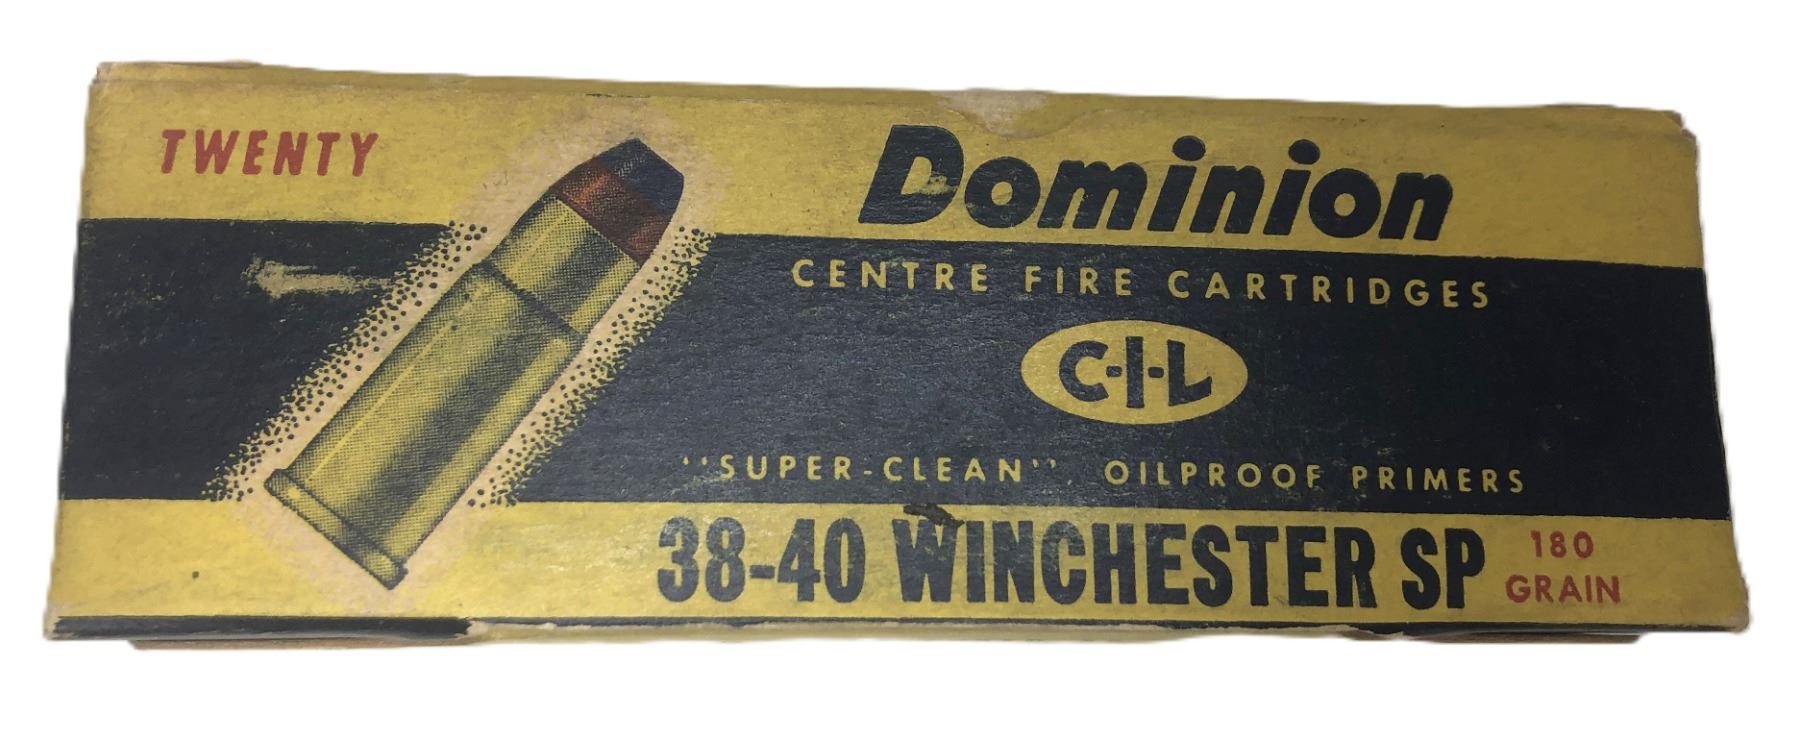 TWENTY
Dominion
CENTRE FIRE CARTRIDGES
C-I-L
"SUPER-CLEAN" OILPROOF PRIMERS
38-40 WINCHESTER SP
180
GRAIN